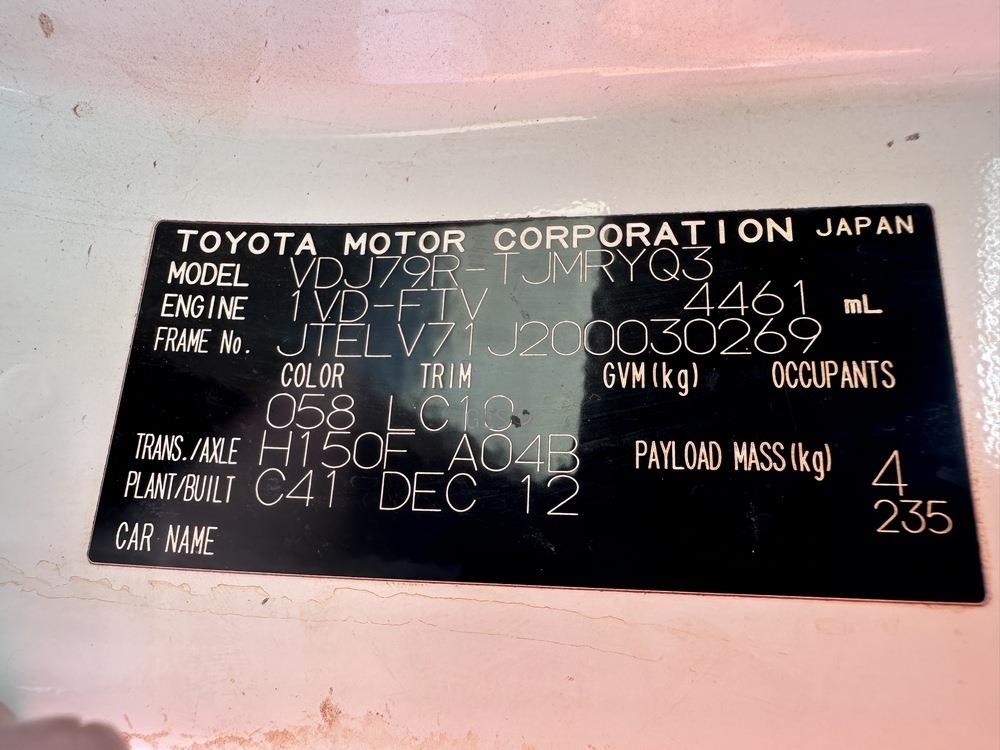 TOYOTA MOTOR CORPORATION JAPAN
MODEL VDJ79R-TJMRYQ3
ENGINE 1VD-FTV 4461 mL
FRAME No. JTELV71J200030269
COLOR TRIM GVM(kg) OCCUPANTS
058 LC10
TRANS./AXLE H150F A04B PAYLOAD MASS(kg) 4
PLANT/BUILT C41 DEC 12 235
CAR NAME